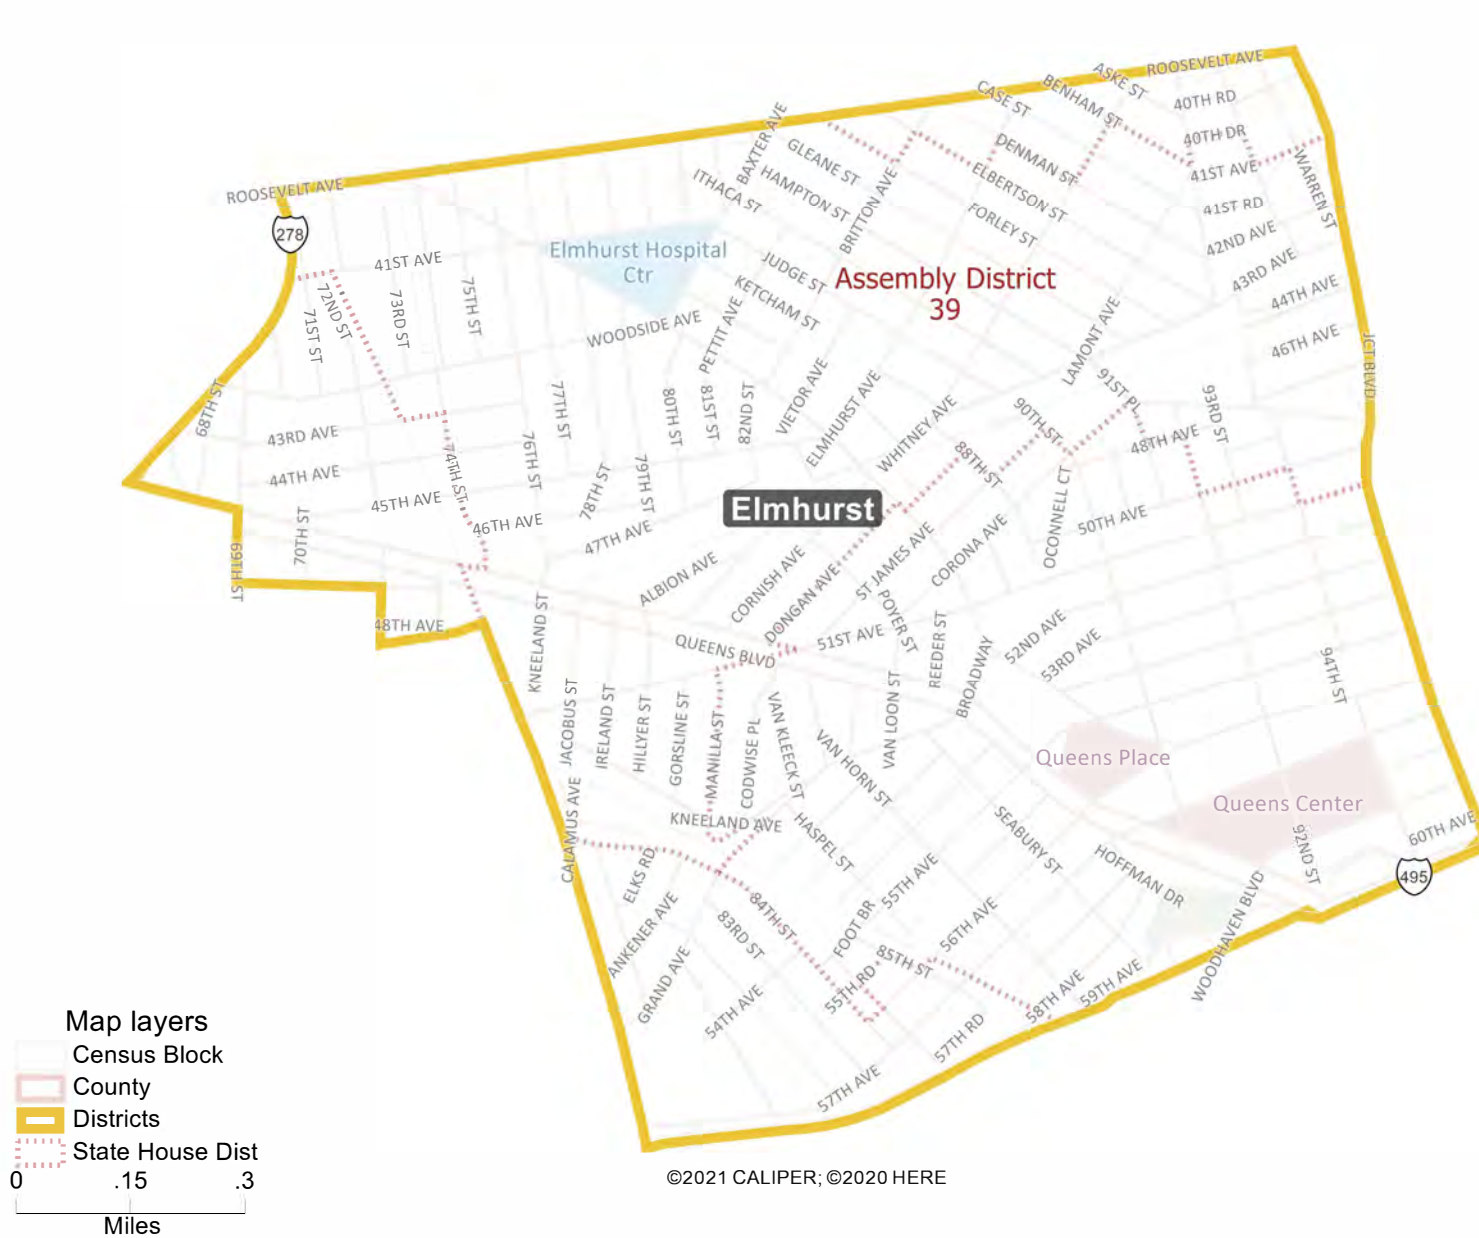 ROOSEVELT AVE
ASKE ST
BENHAM ST
CASE ST
40TH RD
BAXTER AVE
40TH DR
GLEANE ST
DENMAN ST
41ST AVE
WARREN ST
ROOSEVELT AVE
ITHACA ST
HAMPTON ST
BRITTON AVE
ELBERTSON ST
41ST RD
278
FORLEY ST
42ND AVE
Elmhurst Hospital
Ctr
41ST AVE
JUDGE ST
Assembly District
39
43RD AVE
KETCHAM ST
44TH AVE
72ND ST
71ST ST
73RD ST
75TH ST
WOODSIDE AVE
PETTIT AVE
LAMONT AVE
46TH AVE
JCT BLVD
68TH ST
77TH ST
80TH ST
81ST ST
82ND ST
VIETOR AVE
ELMHURST AVE
WHITNEY AVE
91ST PL
90TH ST
93RD ST
43RD AVE
48TH AVE
44TH AVE
74TH ST
76TH ST
78TH ST
79TH ST
88TH ST
45TH AVE
46TH AVE
Elmhurst
OCONNELL CT
50TH AVE
70TH ST
47TH AVE
69TH ST
ALBION AVE
CORNISH AVE
DONGAN AVE
ST JAMES AVE
CORONA AVE
48TH AVE
KNEELAND ST
QUEENS BLVD
51ST AVE
POYER ST
REEDER ST
BROADWAY
52ND AVE
53RD AVE
94TH ST
JACOBUS ST
IRELAND ST
HILLYER ST
GORSLINE ST
MANILLA ST
CODWISE PL
VAN KLEECK ST
VAN HORN ST
VAN LOON ST
Queens Place
Queens Center
CALAMUS AVE
KNEELAND AVE
HASPEL ST
SEABURY ST
HOFFMAN DR
92ND ST
60TH AVE
495
ELKS RD
ANKENER AVE
GRAND AVE
83RD ST
84TH ST
FOOT BR
55TH AVE
56TH AVE
WOODHAVEN BLVD
85TH ST
55TH RD
54TH AVE
58TH AVE
59TH AVE
57TH RD
57TH AVE
Map layers
Census Block
County
Districts
State House Dist
0 .15 .3
Miles
©2021 CALIPER; ©2020 HERE